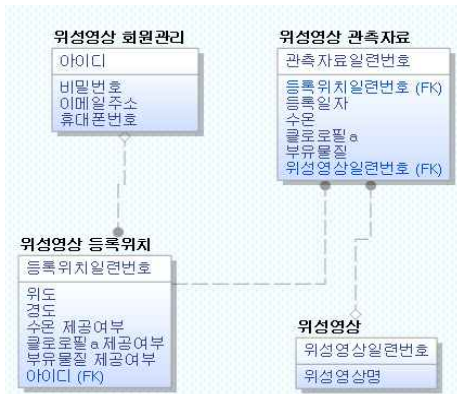 위성영상 회원관리
아이디
비밀번호
이메일주소
휴대폰번호
위성영상 관측자료
관측자료일련번호
등록위치일련번호 (FK)
등록일자
수온
클로로필a
부유물질
위성영상일련번호 (FK)
위성영상 등록위치
등록위치일련번호
위도
경도
수온 제공여부
클로로필a제공여부
부유물질 제공여부
아이디 (FK)
위성영상
위성영상일련번호
위성영상명